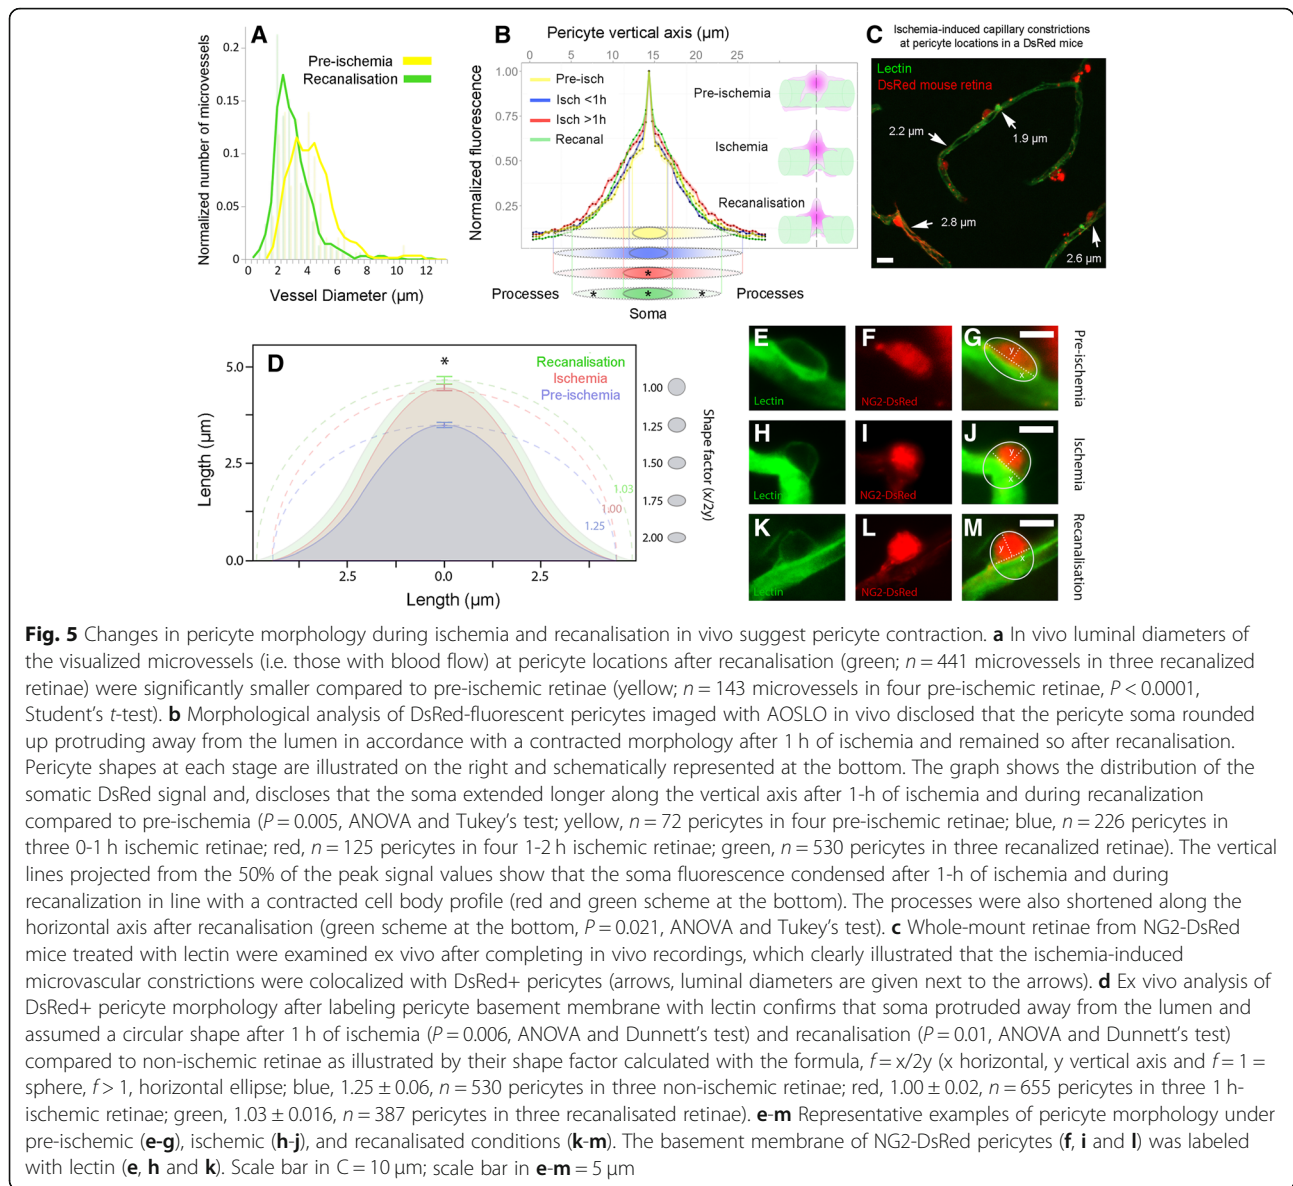 A
Normalized number of microvessels
0.2
0.15
0.1
0.05
0
Pre-ischemia
Recanalisation
0 2 4 6 8 10 12
Vessel Diameter (µm)
B
Pericyte vertical axis (µm)
0 5 10 15 20 25
Normalized fluorescence
1.00
0.75
0.50
0.25
Pre-isch
Isch <1h
Isch >1h
Recanal
Pre-ischemia
Ischemia
Recanalisation
*
* * *
Processes
Processes
Soma
C
Ischemia-induced capillary constrictions
at pericyte locations in a DsRed mice
Lectin
DsRed mouse retina
2.2 µm
1.9 µm
2.8 µm
2.6 µm
D
*
Recanalisation
Ischemia
Pre-ischemia
Length (µm)
5.0
2.5
0.0
1.03
1.00
1.25
2.5 0.0 2.5
Length (µm)
1.00
1.25
1.50
1.75
2.00
Shape factor (x/2y)
E
Lectin
F
NG2-DsRed
G
y
x
Pre-ischemia
H
Lectin
I
NG2-DsRed
J
y
x
Ischemia
K
Lectin
L
NG2-DsRed
M
y
x
Recanalisation
Fig. 5 Changes in pericyte morphology during ischemia and recanalisation in vivo suggest pericyte contraction. a In vivo luminal diameters of
the visualized microvessels (i.e. those with blood flow) at pericyte locations after recanalisation (green; n = 441 microvessels in three recanalized
retinae) were significantly smaller compared to pre-ischemic retinae (yellow; n = 143 microvessels in four pre-ischemic retinae, P < 0.0001,
Student's t-test). b Morphological analysis of DsRed-fluorescent pericytes imaged with AOSLO in vivo disclosed that the pericyte soma rounded
up protruding away from the lumen in accordance with a contracted morphology after 1 h of ischemia and remained so after recanalisation.
Pericyte shapes at each stage are illustrated on the right and schematically represented at the bottom. The graph shows the distribution of the
somatic DsRed signal and, discloses that the soma extended longer along the vertical axis after 1-h of ischemia and during recanalization
compared to pre-ischemia (P = 0.005, ANOVA and Tukey's test; yellow, n = 72 pericytes in four pre-ischemic retinae; blue, n = 226 pericytes in
three 0-1 h ischemic retinae; red, n = 125 pericytes in four 1-2 h ischemic retinae; green, n = 530 pericytes in three recanalized retinae). The vertical
lines projected from the 50% of the peak signal values show that the soma fluorescence condensed after 1-h of ischemia and during
recanalization in line with a contracted cell body profile (red and green scheme at the bottom). The processes were also shortened along the
horizontal axis after recanalisation (green scheme at the bottom, P = 0.021, ANOVA and Tukey's test). c Whole-mount retinae from NG2-DsRed
mice treated with lectin were examined ex vivo after completing in vivo recordings, which clearly illustrated that the ischemia-induced
microvascular constrictions were colocalized with DsRed+ pericytes (arrows, luminal diameters are given next to the arrows). d Ex vivo analysis of
DsRed+ pericyte morphology after labeling pericyte basement membrane with lectin confirms that soma protruded away from the lumen and
assumed a circular shape after 1 h of ischemia (P = 0.006, ANOVA and Dunnett's test) and recanalisation (P = 0.01, ANOVA and Dunnett's test)
compared to non-ischemic retinae as illustrated by their shape factor calculated with the formula, f = x/2y (x horizontal, y vertical axis and f = 1 =
sphere, f > 1, horizontal ellipse; blue, 1.25 ± 0.06, n = 530 pericytes in three non-ischemic retinae; red, 1.00 ± 0.02, n = 655 pericytes in three 1 h-
ischemic retinae; green, 1.03 ± 0.016, n = 387 pericytes in three recanalisated retinae). e-m Representative examples of pericyte morphology under
pre-ischemic (e-g), ischemic (h-j), and recanalisated conditions (k-m). The basement membrane of NG2-DsRed pericytes (f, i and l) was labeled
with lectin (e, h and k). Scale bar in C = 10 µm; scale bar in e-m = 5 µm